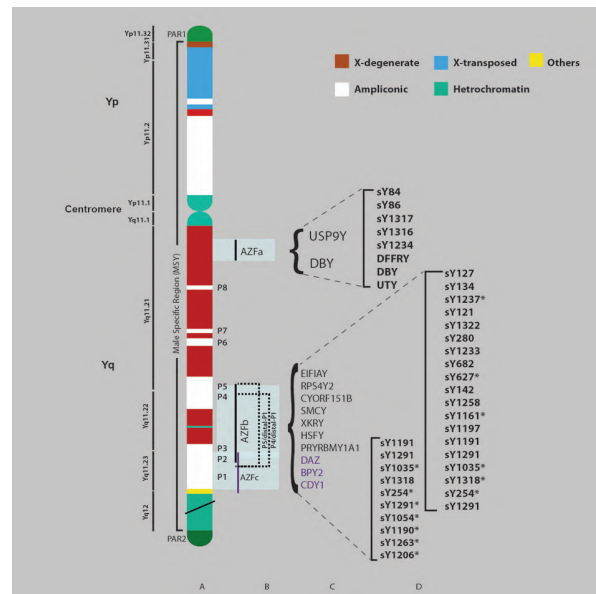 Yp11.32
PAR1
Yp11.31
X-degenerate
X-transposed
Others
Ampliconic
Hetrochromatin
Yp
Yp11.2
Yp11.1
Centromere
Yq11.1
Male Specific Region (MSY)
Yq11.21
Yq
Yq11.22
Yq11.23
Yq12
PAR2
P8
P7
P6
P5
P4
P3
P2
P1
AZFa
AZFb
P5/distal-P1
P4/distal-P1
AZFc
USP9Y
DBY
EIFIAY
RPS4Y2
CYORF151B
SMCY
XKRY
HSFY
PRYRBMY1A1
DAZ
BPY2
CDY1
sY84
sY86
sY1317
sY1316
sY1234
DFFRY
DBY
UTY
sY1191
sY1291
sY1035*
sY1318
sY254*
sY1291*
sY1054*
sY1190*
sY1263*
sY1206*
sY127
sY134
sY1237*
sY121
sY1322
sY280
sY1233
sY682
sY627*
sY142
sY1258
sY1161*
sY1197
sY1191
sY1291
sY1035*
sY1318*
sY254*
sY1291
A B C D